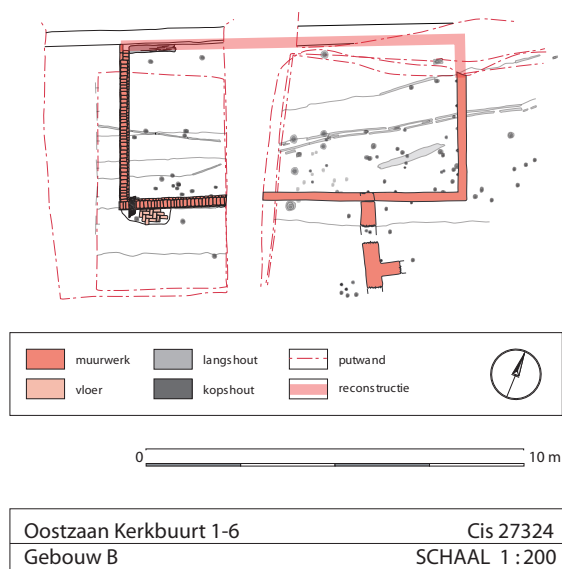 muurwerk
langshout
putwand
vloer
kopshout
reconstructie
0
10 m
Oostzaan Kerkbuurt 1-6
Cis 27324
Gebouw B
SCHAAL 1 : 200